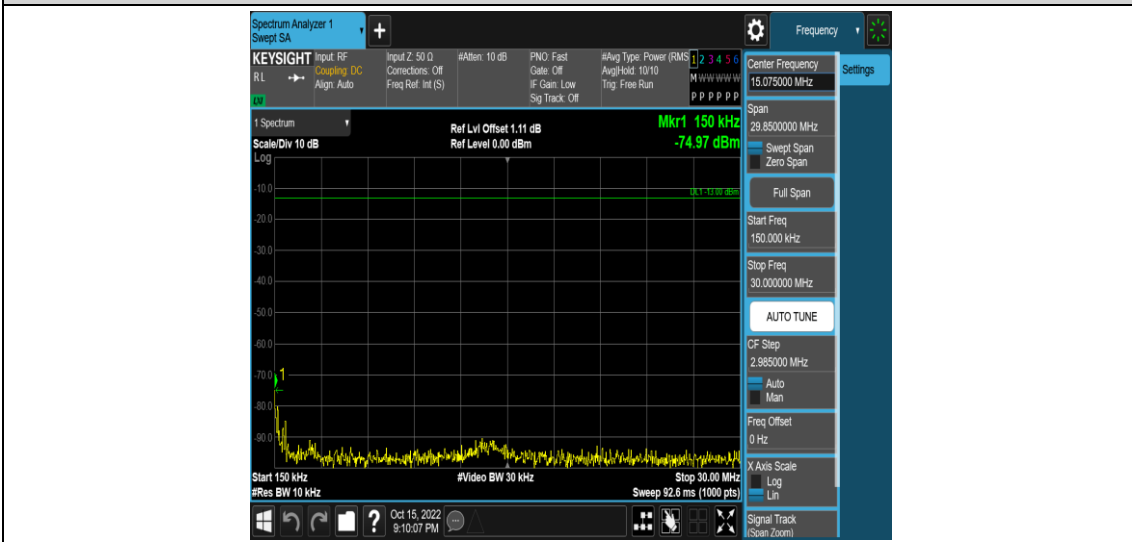 Spectrum Analyzer 1
Swept SA
+
Frequency
KEYSIGHT
RL
LXI
Input: RF
Coupling: DC
Align: Auto
Input Z: 50 Ω
Corrections: Off
Freq Ref: Int (S)
#Atten: 10 dB
PNO: Fast
Gate: Off
IF Gain: Low
Sig Track: Off
#Avg Type: Power (RMS
Avg|Hold: 10/10
Trig: Free Run
1 2 3 4 5 6
M W W W W W
P P P P P P
1 Spectrum
Scale/Div 10 dB
Ref Lvl Offset 1.11 dB
Ref Level 0.00 dBm
Mkr1 150 kHz
-74.97 dBm
Log
DL1 -13.00 dBm
-10.0
-20.0
-30.0
-40.0
-50.0
-60.0
-70.0
1
-80.0
-90.0
Start 150 kHz
#Video BW 30 kHz
Stop 30.00 MHz
#Res BW 10 kHz
Sweep 92.6 ms (1000 pts)
?
Oct 15, 2022
9:10:07 PM
Center Frequency
15.075000 MHz
Settings
Span
29.8500000 MHz
Swept Span
Zero Span
Full Span
Start Freq
150.000 kHz
Stop Freq
30.000000 MHz
AUTO TUNE
CF Step
2.985000 MHz
Auto
Man
Freq Offset
0 Hz
X Axis Scale
Log
Lin
Signal Track
(Span Zoom)